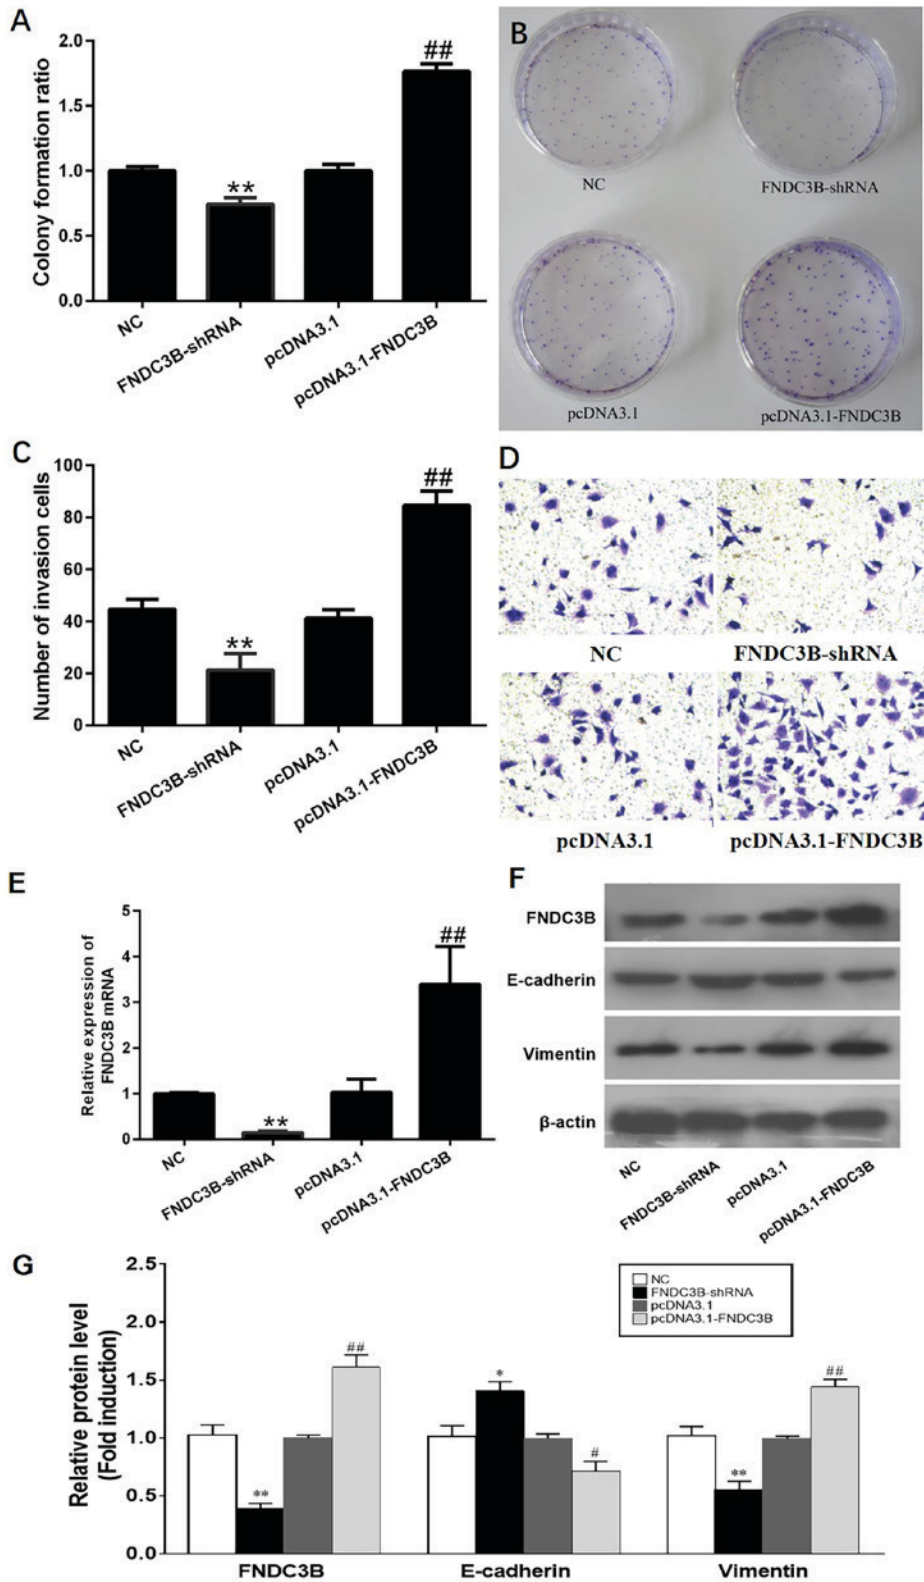 A
Colony formation ratio
2.0
1.5
1.0
0.5
0.0
**
##
NC
FNDC3B-shRNA
pcDNA3.1
pcDNA3.1-FNDC3B
B
NC
FNDC3B-shRNA
pcDNA3.1
pcDNA3.1-FNDC3B
C
Number of invasion cells
100
80
60
40
20
0
**
##
NC
FNDC3B-shRNA
pcDNA3.1
pcDNA3.1-FNDC3B
D
NC
FNDC3B-shRNA
pcDNA3.1
pcDNA3.1-FNDC3B
E
Relative expression of
FNDC3B mRNA
5
4
3
2
1
0
**
##
NC
FNDC3B-shRNA
pcDNA3.1
pcDNA3.1-FNDC3B
F
FNDC3B
E-cadherin
Vimentin
β-actin
NC
FNDC3B-shRNA
pcDNA3.1
pcDNA3.1-FNDC3B
G
Relative protein level
(Fold induction)
2.5
2.0
1.5
1.0
0.5
0.0
NC
FNDC3B-shRNA
pcDNA3.1
pcDNA3.1-FNDC3B
**
##
*
#
**
##
FNDC3B
E-cadherin
Vimentin